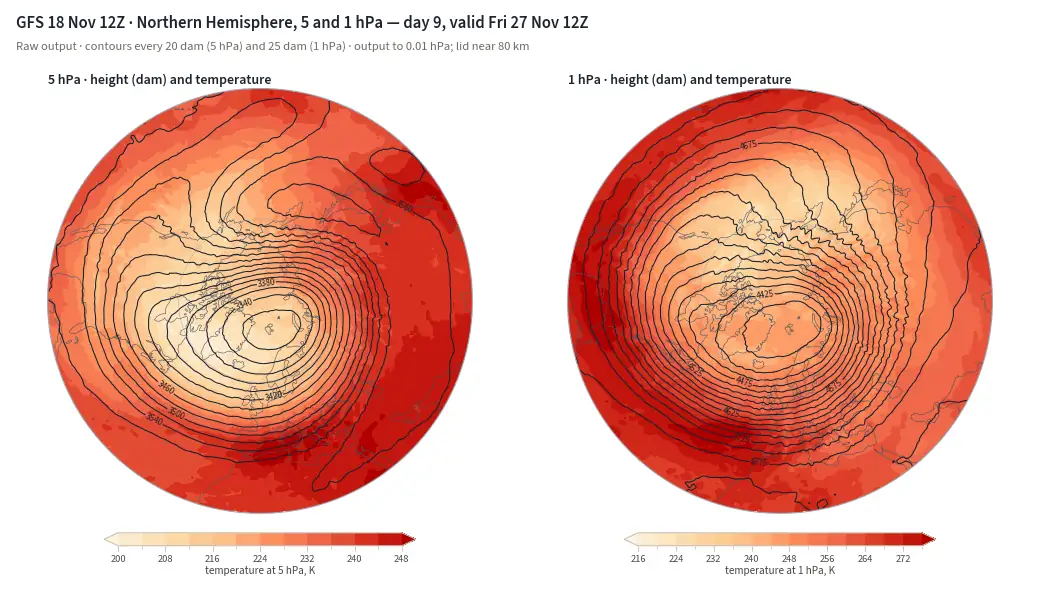 GFS 18 Nov 12Z · Northern Hemisphere, 5 and 1 hPa — day 9, valid Fri 27 Nov 12Z
Raw output · contours every 20 dam (5 hPa) and 25 dam (1 hPa) · output to 0.01 hPa; lid near 80 km
5 hPa · height (dam) and temperature
1 hPa · height (dam) and temperature
4675
3380
4425
3340
3460
3420
4475
4675
3500
4675
3540
200 208 216 224 232 240 248
216 224 232 240 248 256 264 272
temperature at 5 hPa, K
temperature at 1 hPa, K